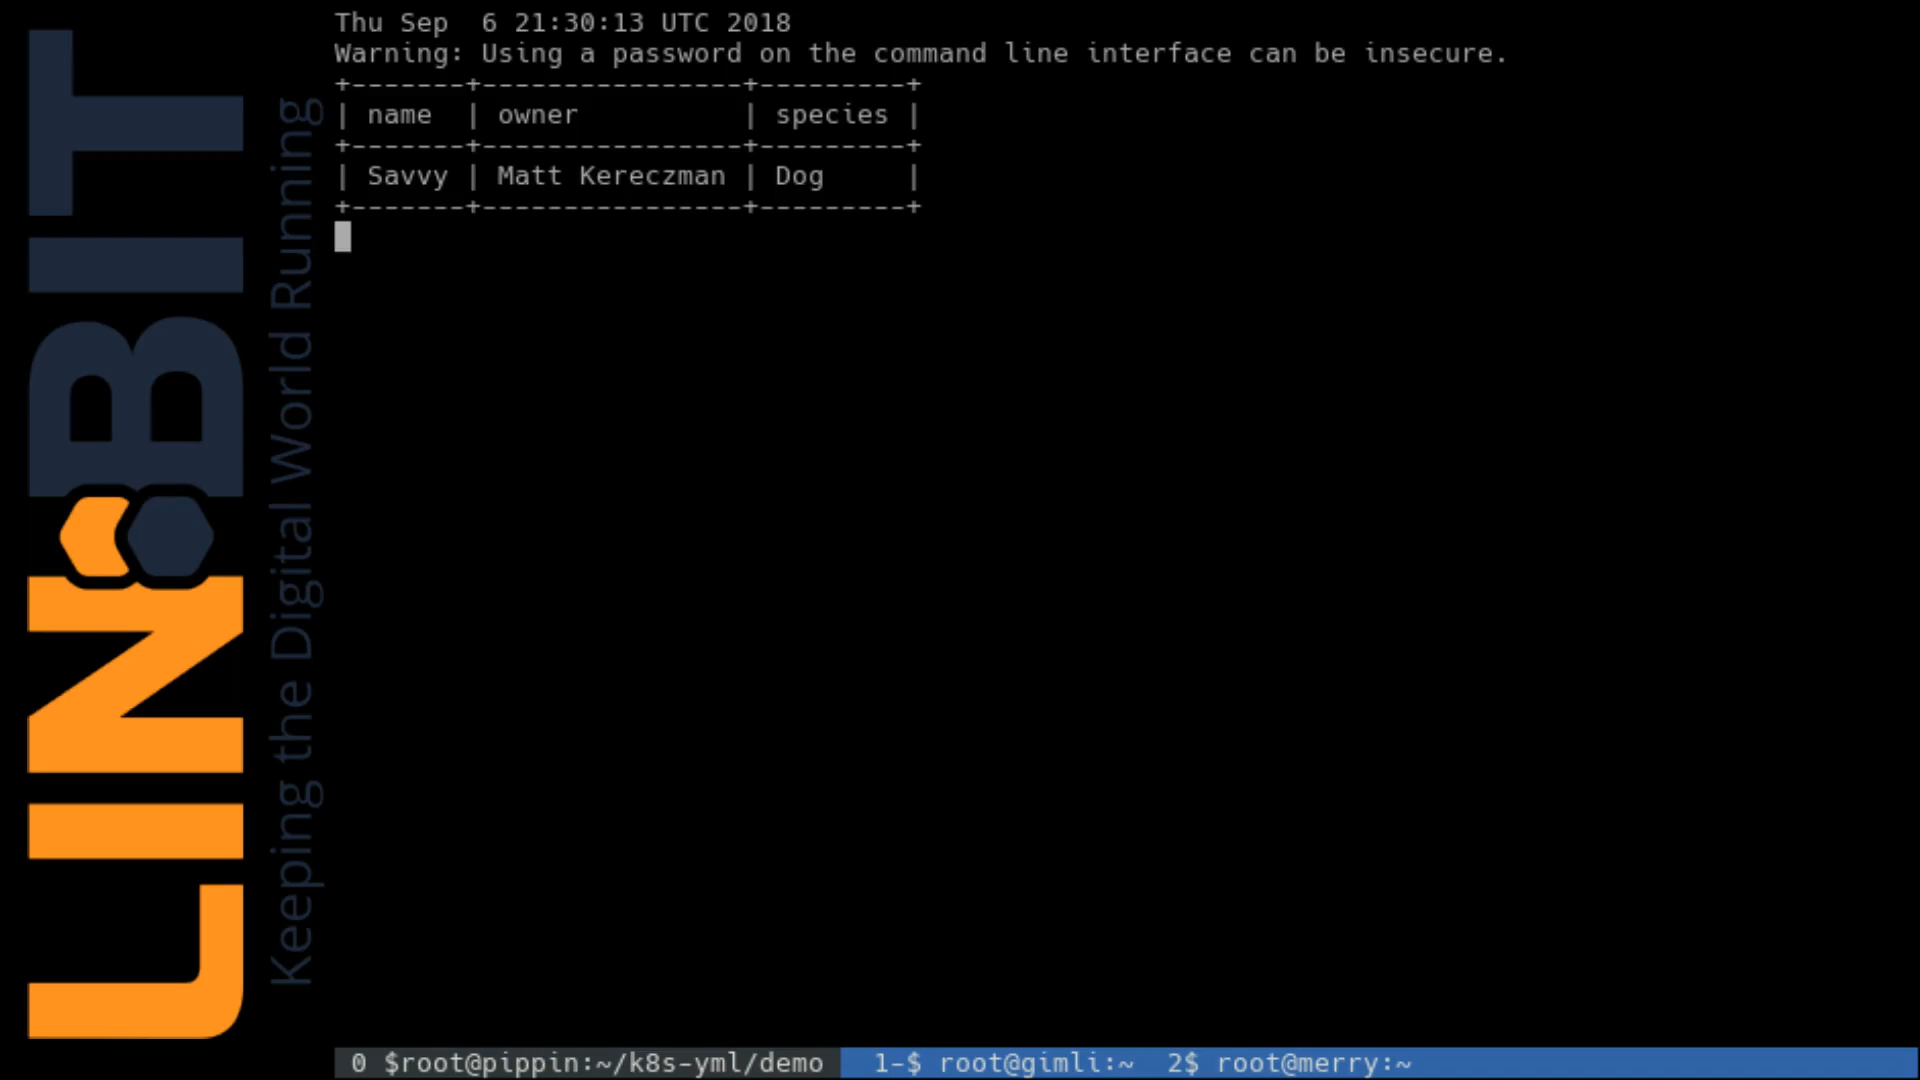 LINBIT
Keeping the Digital World Running
Thu Sep  6 21:30:13 UTC 2018
Warning: Using a password on the command line interface can be insecure.
+-------+----------------+---------+
| name  | owner          | species |
+-------+----------------+---------+
| Savvy | Matt Kereczman | Dog     |
+-------+----------------+---------+
0 $root@pippin:~/k8s-yml/demo   1-$ root@gimli:~  2$ root@merry:~